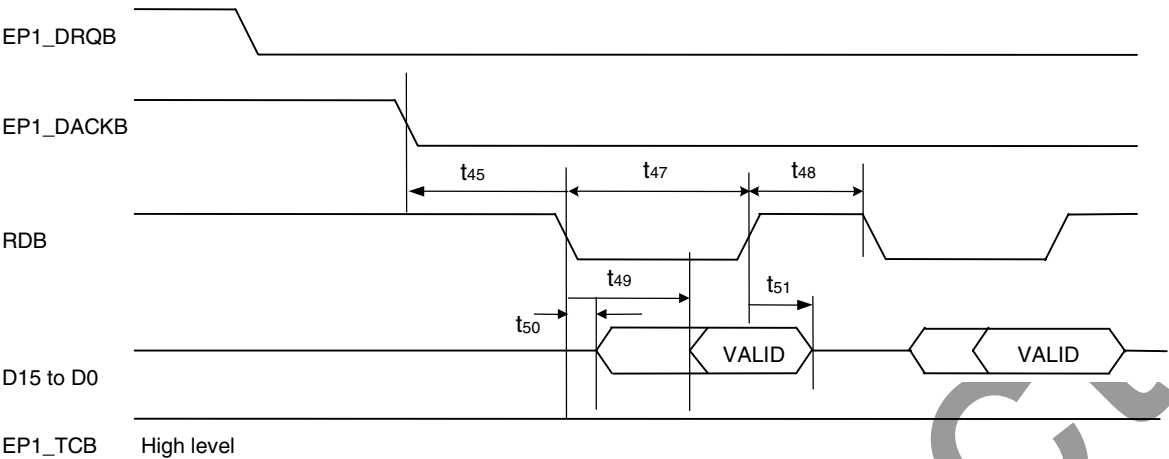 EP1_DRQB
EP1_DACKB
t45 t47 t48
RDB
t49 t51
t50
VALID VALID
D15 to D0
EP1_TCB High level